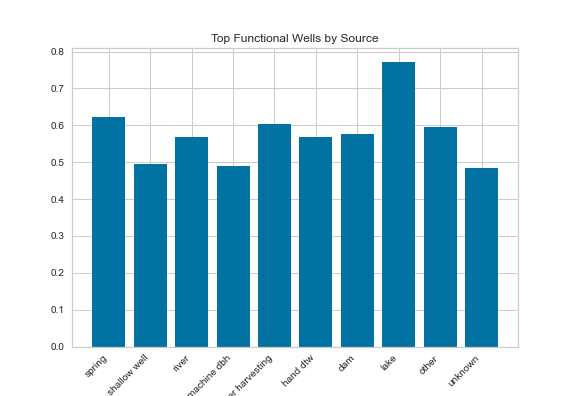 Top Functional Wells by Source
0.8
0.7
0.6
0.5
0.4
0.3
0.2
0.1
0.0
spring
shallow well
river
machine dbh
er harvesting
hand dtw
dam
lake
other
unknown